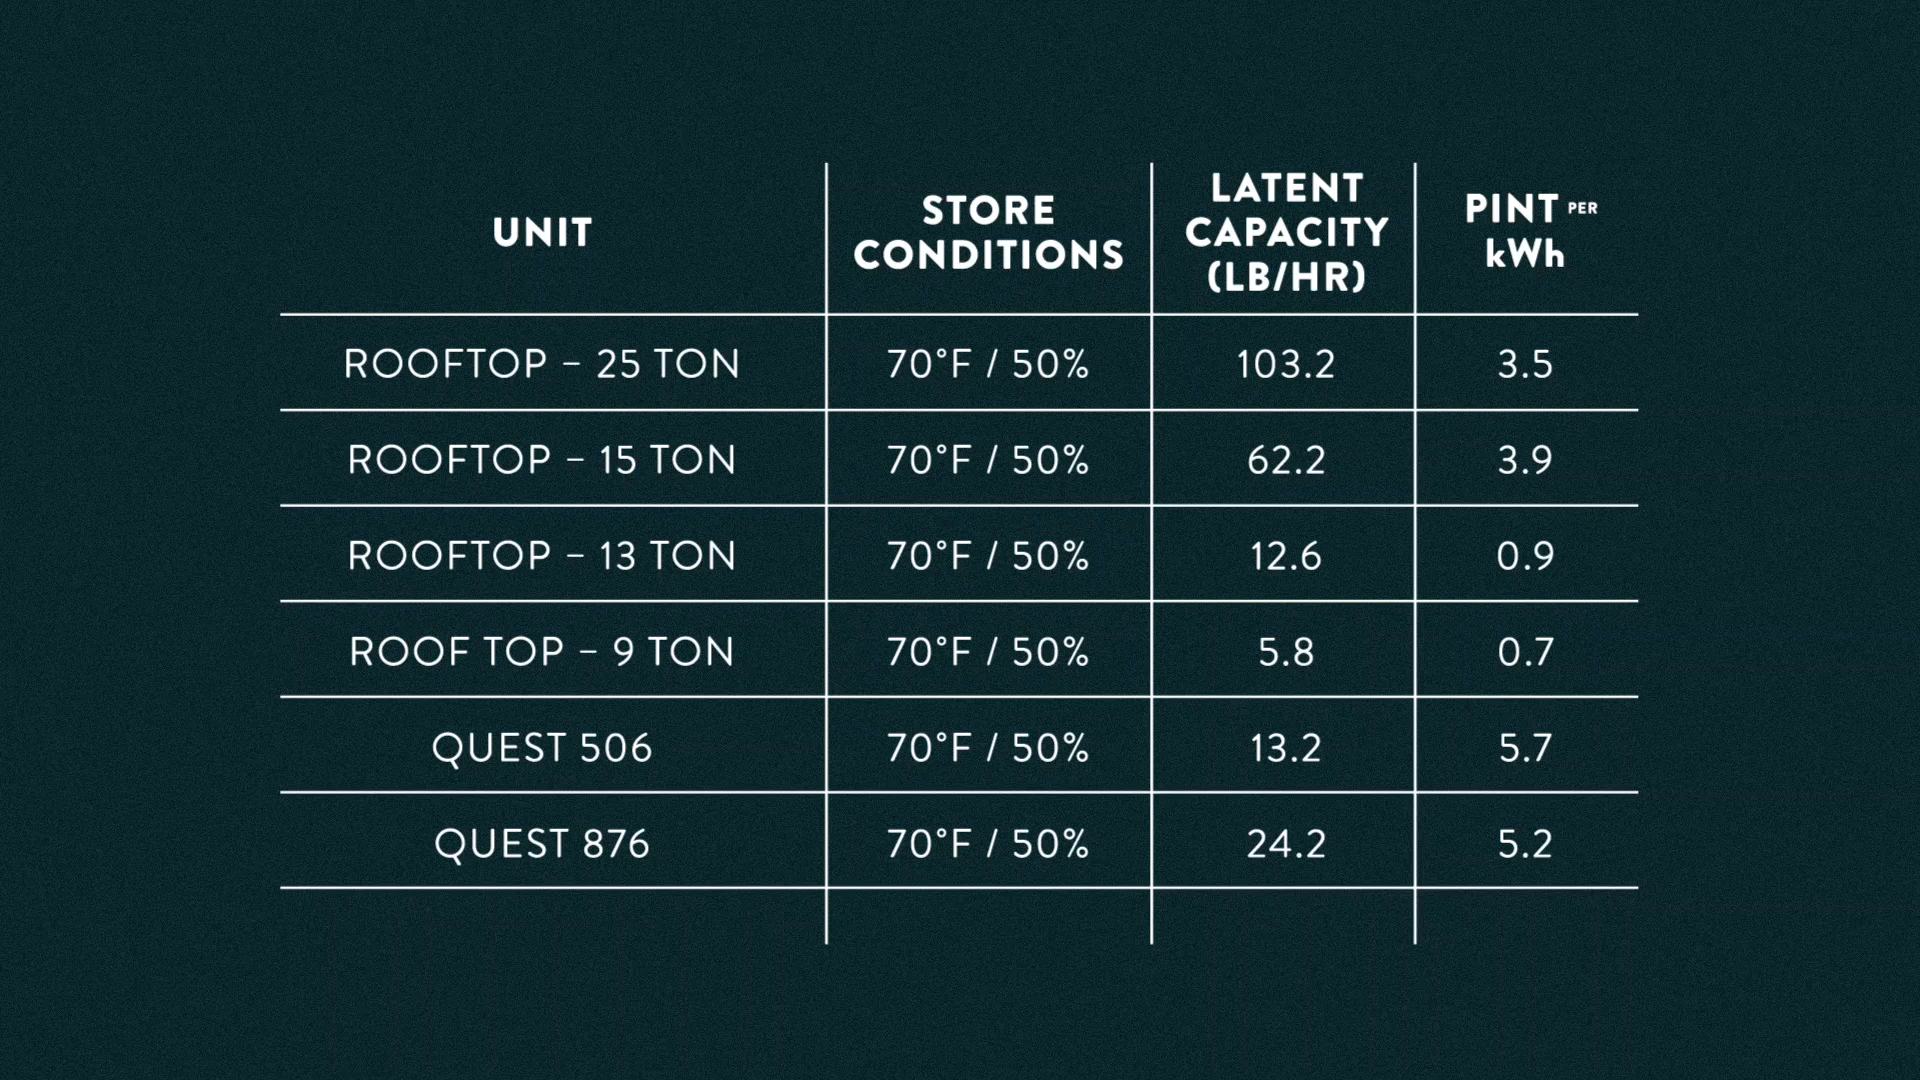 UNIT
STORE
CONDITIONS
LATENT
CAPACITY
(LB/HR)
PINT PER
kWh
ROOFTOP – 25 TON 70°F / 50% 103.2 3.5
ROOFTOP – 15 TON 70°F / 50% 62.2 3.9
ROOFTOP – 13 TON 70°F / 50% 12.6 0.9
ROOF TOP – 9 TON 70°F / 50% 5.8 0.7
QUEST 506 70°F / 50% 13.2 5.7
QUEST 876 70°F / 50% 24.2 5.2